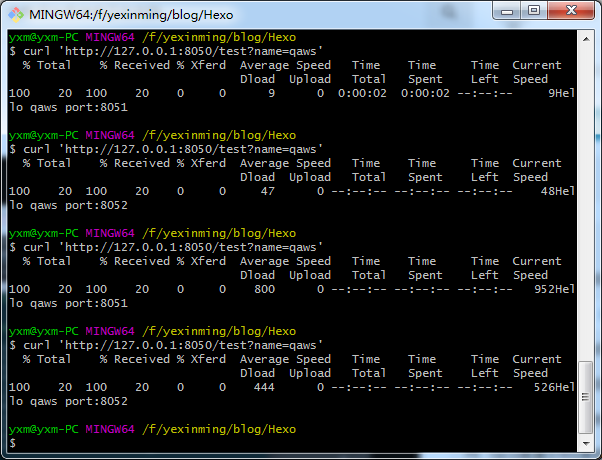 MINGW64:/f/yexinming/blog/Hexo
yxm@yxm-PC MINGW64 /f/yexinming/blog/Hexo
$ curl 'http://127.0.0.1:8050/test?name=qaws'
  % Total    % Received % Xferd  Average Speed   Time    Time     Time  Current
                                 Dload  Upload   Total   Spent    Left  Speed
100    20  100    20    0     0      9      0  0:00:02  0:00:02 --:--:--     9Hel
lo qaws port:8051
yxm@yxm-PC MINGW64 /f/yexinming/blog/Hexo
$ curl 'http://127.0.0.1:8050/test?name=qaws'
  % Total    % Received % Xferd  Average Speed   Time    Time     Time  Current
                                 Dload  Upload   Total   Spent    Left  Speed
100    20  100    20    0     0     47      0 --:--:-- --:--:-- --:--:--    48Hel
lo qaws port:8052
yxm@yxm-PC MINGW64 /f/yexinming/blog/Hexo
$ curl 'http://127.0.0.1:8050/test?name=qaws'
  % Total    % Received % Xferd  Average Speed   Time    Time     Time  Current
                                 Dload  Upload   Total   Spent    Left  Speed
100    20  100    20    0     0    800      0 --:--:-- --:--:-- --:--:--   952Hel
lo qaws port:8051
yxm@yxm-PC MINGW64 /f/yexinming/blog/Hexo
$ curl 'http://127.0.0.1:8050/test?name=qaws'
  % Total    % Received % Xferd  Average Speed   Time    Time     Time  Current
                                 Dload  Upload   Total   Spent    Left  Speed
100    20  100    20    0     0    444      0 --:--:-- --:--:-- --:--:--   526Hel
lo qaws port:8052
yxm@yxm-PC MINGW64 /f/yexinming/blog/Hexo
$